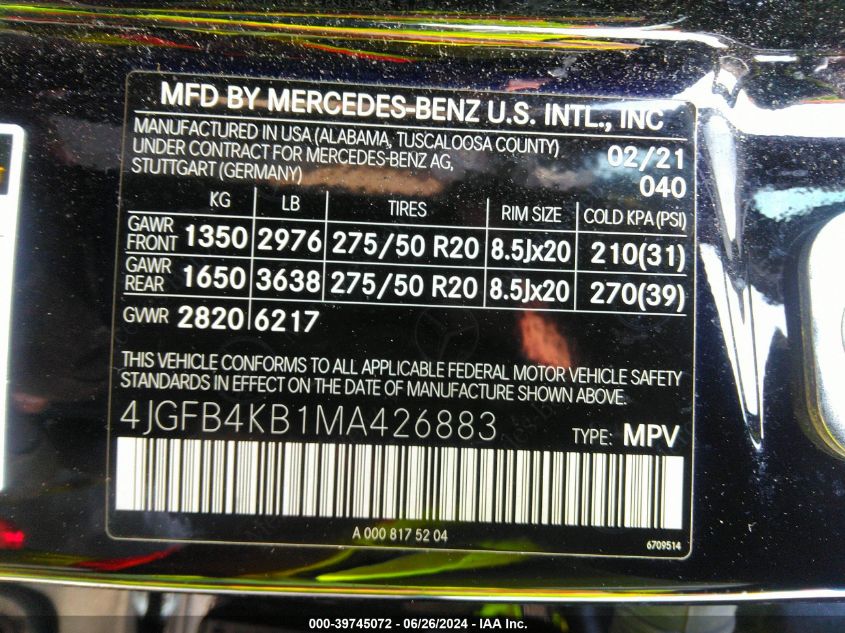 MFD BY MERCEDES-BENZ U.S. INTL., INC
MANUFACTURED IN USA (ALABAMA, TUSCALOOSA COUNTY) 02/21
UNDER CONTRACT FOR MERCEDES-BENZ AG,
STUTTGART (GERMANY) 040
KG LB TIRES RIM SIZE COLD KPA (PSI)
GAWR FRONT 1350 2976 275/50 R20 8.5Jx20 210(31)
GAWR REAR 1650 3638 275/50 R20 8.5Jx20 270(39)
GWR 2820 6217
THIS VEHICLE CONFORMS TO ALL APPLICABLE FEDERAL MOTOR VEHICLE SAFETY
STANDARDS IN EFFECT ON THE DATE OF MANUFACTURE SHOWN ABOVE.
4JGFB4KB1MA426883 TYPE: MPV
A 000 817 52 04
6709514
000-39745072 - 06/26/2024 - IAA Inc.